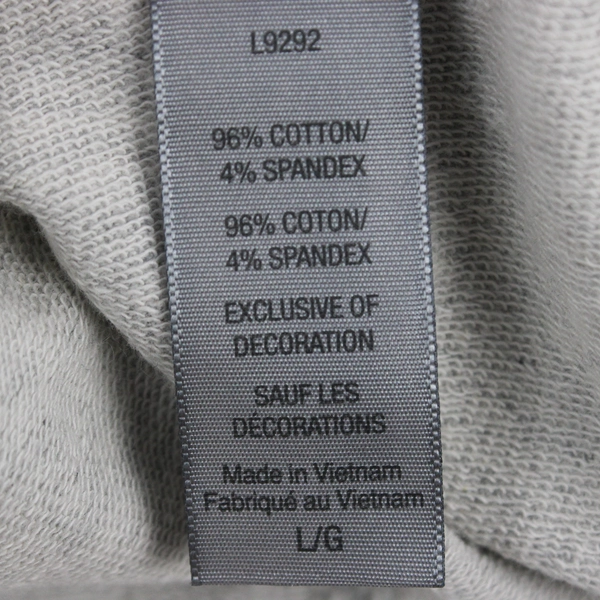 L9292
96% COTTON/
4% SPANDEX
96% COTON/
4% SPANDEX
EXCLUSIVE OF
DECORATION
SAUF LES
DÉCORATIONS
Made in Vietnam
Fabriqué au Vietnam
L/G